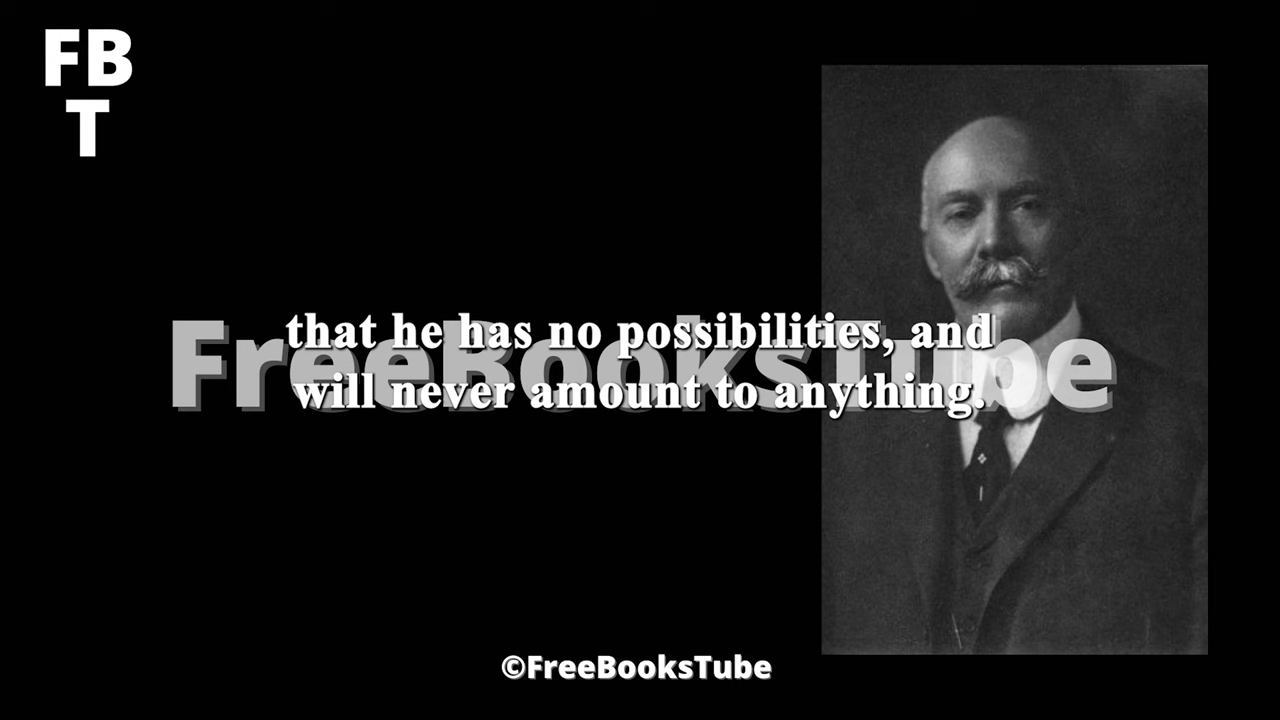 FB
T
that he has no possibilities, and
FreeBooksTube
will never amount to anything.
©FreeBooksTube